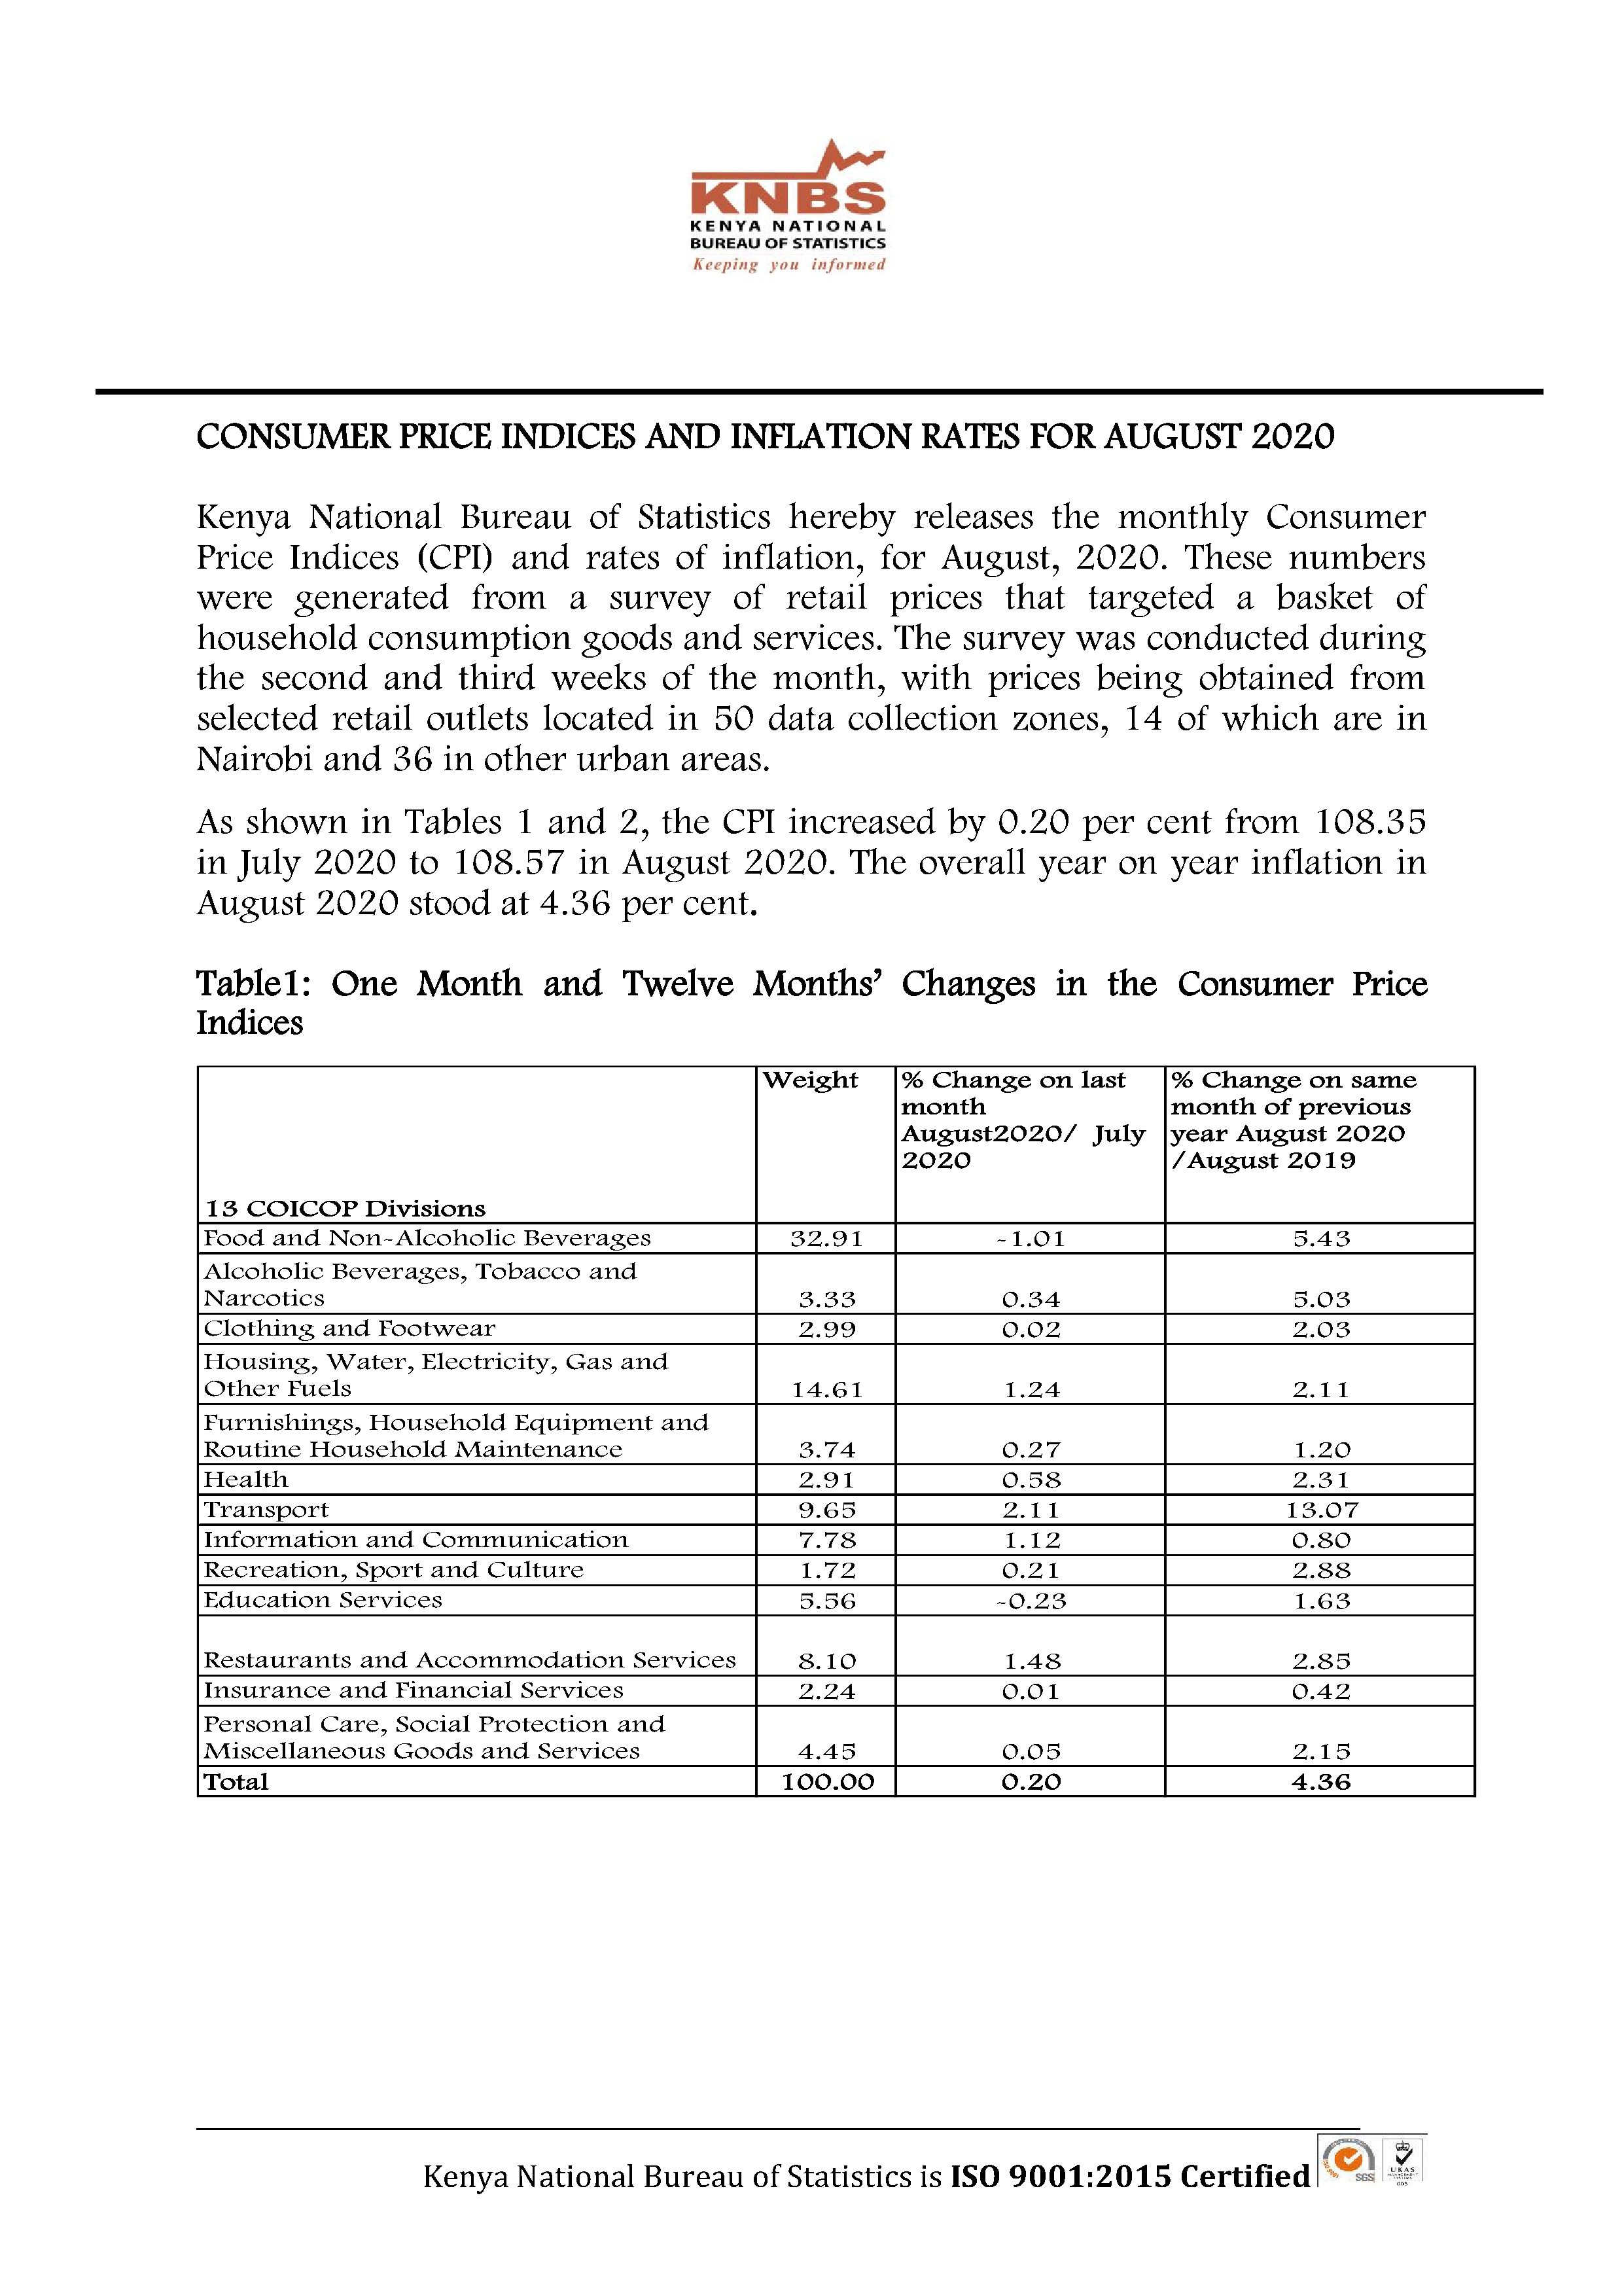 KNBS
KENYA NATIONAL
BUREAU OF STATISTICS
Keeping you informed
CONSUMER PRICE INDICES AND INFLATION RATES FOR AUGUST 2020
Kenya National Bureau of Statistics hereby releases the monthly Consumer
Price Indices (CPI) and rates of inflation, for August, 2020. These numbers
were generated from a survey of retail prices that targeted a basket of
household consumption goods and services. The survey was conducted during
the second and third weeks of the month, with prices being obtained from
selected retail outlets located in 50 data collection zones, 14 of which are in
Nairobi and 36 in other urban areas.
As shown in Tables 1 and 2, the CPI increased by 0.20 per cent from 108.35
in July 2020 to 108.57 in August 2020. The overall year on year inflation in
August 2020 stood at 4.36 per cent.
Table1: One Month and Twelve Months’ Changes in the Consumer Price
Indices
13 COICOP Divisions
Weight
% Change on last
month
August2020/ July
2020
% Change on same
month of previous
year August 2020
/August 2019
Food and Non-Alcoholic Beverages 32.91 -1.01 5.43
Alcoholic Beverages, Tobacco and
Narcotics 3.33 0.34 5.03
Clothing and Footwear 2.99 0.02 2.03
Housing, Water, Electricity, Gas and
Other Fuels 14.61 1.24 2.11
Furnishings, Household Equipment and
Routine Household Maintenance 3.74 0.27 1.20
Health 2.91 0.58 2.31
Transport 9.65 2.11 13.07
Information and Communication 7.78 1.12 0.80
Recreation, Sport and Culture 1.72 0.21 2.88
Education Services 5.56 -0.23 1.63
Restaurants and Accommodation Services 8.10 1.48 2.85
Insurance and Financial Services 2.24 0.01 0.42
Personal Care, Social Protection and
Miscellaneous Goods and Services 4.45 0.05 2.15
Total 100.00 0.20 4.36
Kenya National Bureau of Statistics is ISO 9001:2015 Certified
SGS
UKAS